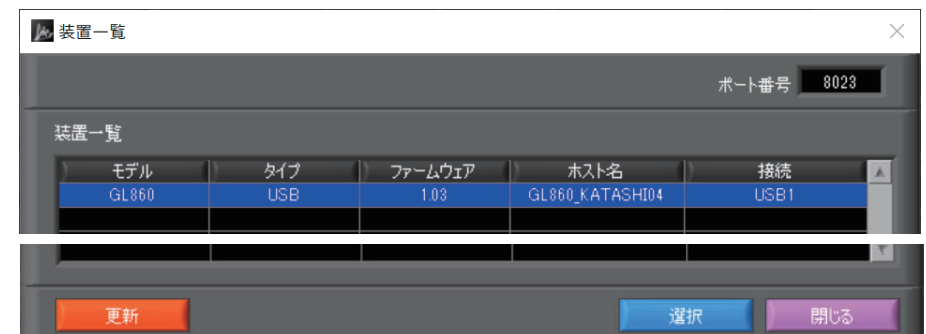 装置一覧
ポート番号 8023
装置一覧
モデル タイプ ファームウェア ホスト名 接続
GL860 USB 1.03 GL860_KATASHI04 USB1
更新 選択 閉じる